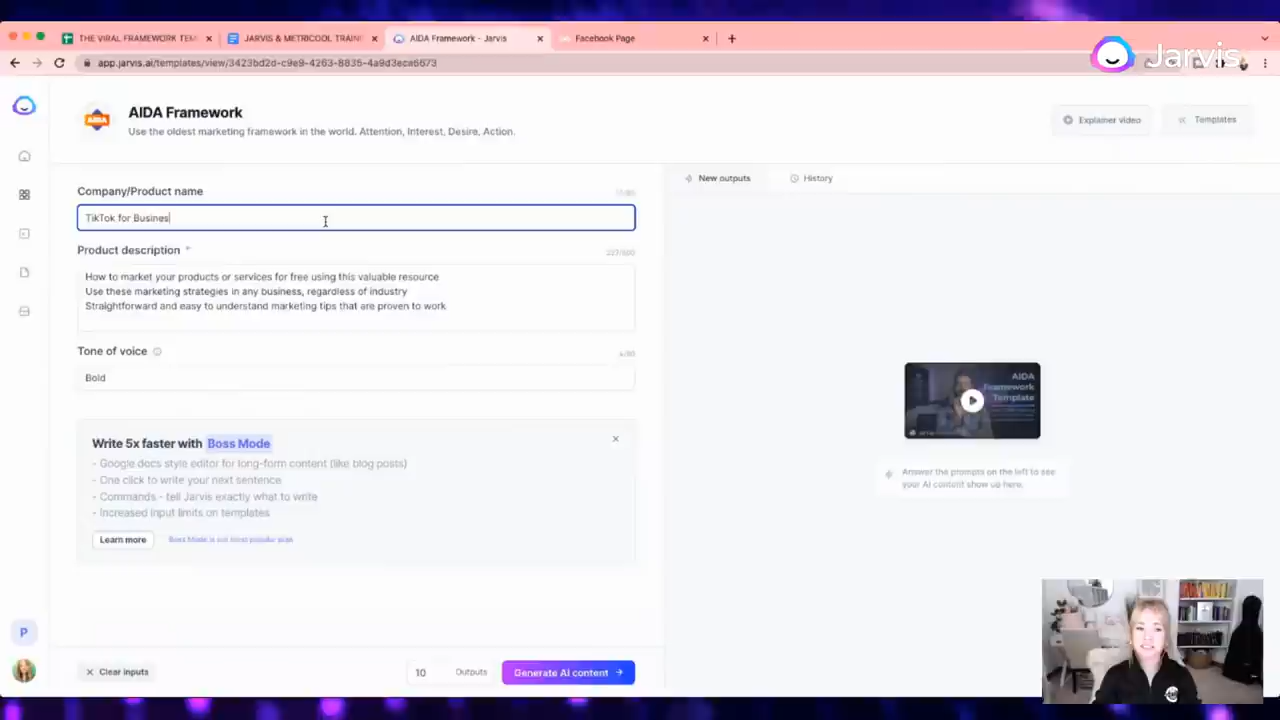 THE VIRAL FRAMEWORK TEM
JARVIS & METRICOOL TRAIN
AIDA Framework - Jarvis
Facebook Page
app.jarvis.ai/templates/view/3423bd2d-c9e9-4263-8835-4a9d3eca6673
Jarvis
AIDA
AIDA Framework
Use the oldest marketing framework in the world. Attention, Interest, Desire, Action.
Explainer video
Templates
Company/Product name
TikTok for Busines
Product description *
227/600
How to market your products or services for free using this valuable resource
Use these marketing strategies in any business, regardless of industry
Straightforward and easy to understand marketing tips that are proven to work
Tone of voice
4/80
Bold
Write 5x faster with Boss Mode
- Google docs style editor for long-form content (like blog posts)
- One click to write your next sentence
- Commands - tell Jarvis exactly what to write
- Increased input limits on templates
Learn more
Boss Mode is our most popular plan
Clear inputs
10 Outputs
Generate AI content
New outputs
History
AIDA
Framework
Template
Answer the prompts on the left to see
your AI content show up here.
P